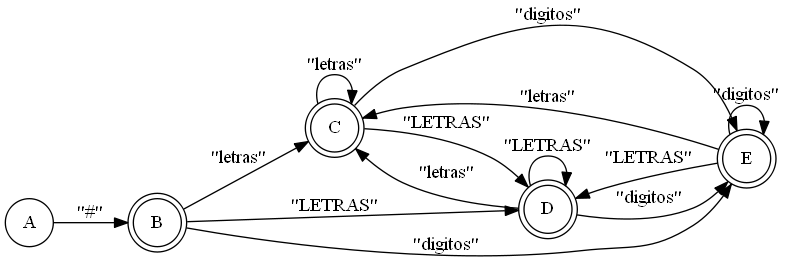 "digitos"
"letras"
"digitos"
"letras"
C
"LETRAS"
"LETRAS"
"LETRAS"
E
"letras"
"letras"
"digitos"
"LETRAS"
D
"#"
A
B
"digitos"